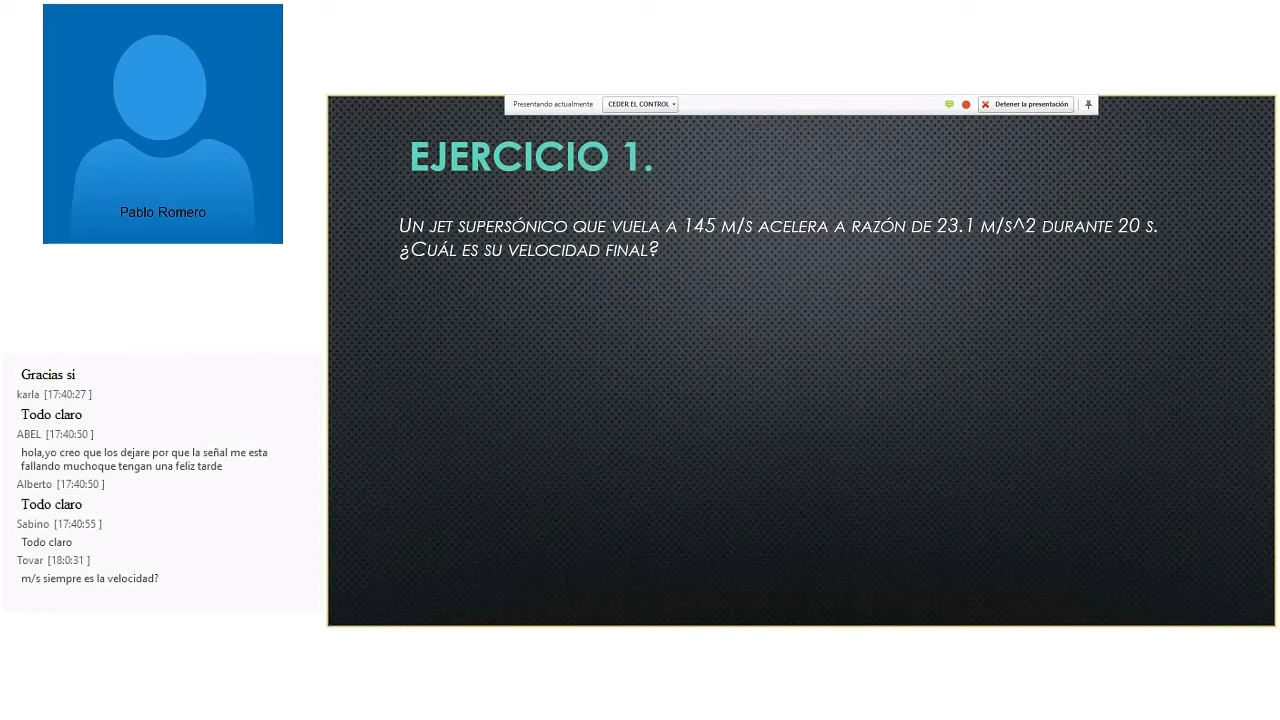 Pablo Romero
Gracias si
karla [17:40:27 ]
Todo claro
ABEL [17:40:50 ]
hola,yo creo que los dejare por que la señal me esta
fallando muchoque tengan una feliz tarde
Alberto [17:40:50 ]
Todo claro
Sabino [17:40:55 ]
Todo claro
Tovar [18:0:31 ]
m/s siempre es la velocidad?
Presentando actualmente CEDER EL CONTROL Detener la presentación
EJERCICIO 1.
UN JET SUPERSÓNICO QUE VUELA A 145 M/S ACELERA A RAZÓN DE 23.1 M/S^2 DURANTE 20 S.
¿CUÁL ES SU VELOCIDAD FINAL?